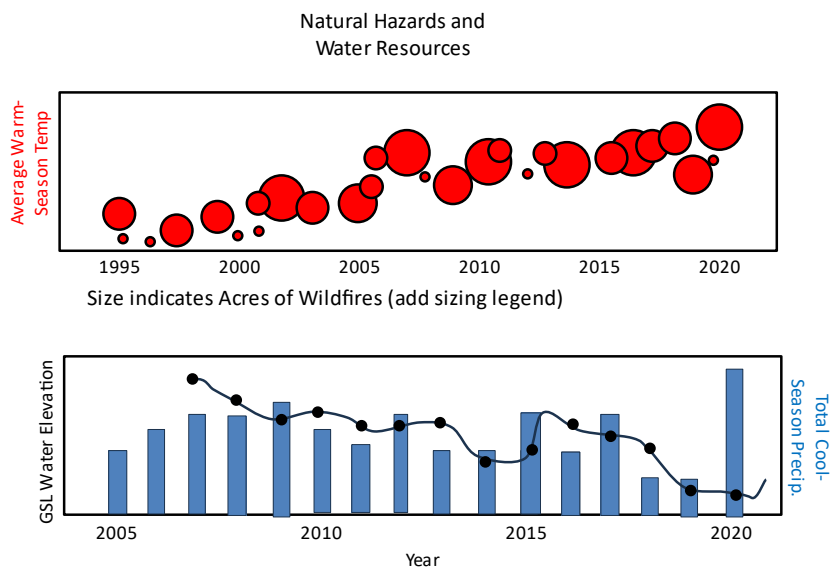 Natural Hazards and
Water Resources
Average Warm-
Season Temp
1995 2000 2005 2010 2015 2020
Size indicates Acres of Wildfires (add sizing legend)
GSL Water Elevation
Total Cool-
Season Precip.
2005 2010 2015 2020
Year